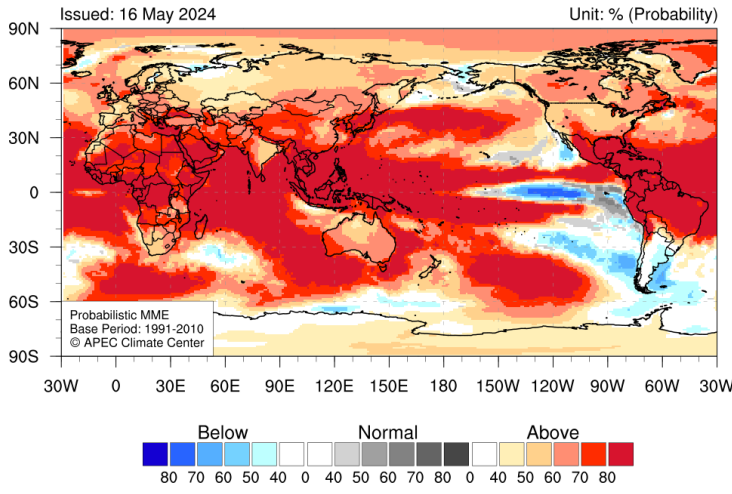 Issued: 16 May 2024 Unit: % (Probability)
90N
60N
30N
0
30S
60S
90S
Probabilistic MME
Base Period: 1991-2010
© APEC Climate Center
30W 0 30E 60E 90E 120E 150E 180 150W 120W 90W 60W 30W
Below Normal Above
80 70 60 50 40 0 40 50 60 70 80 0 40 50 60 70 80